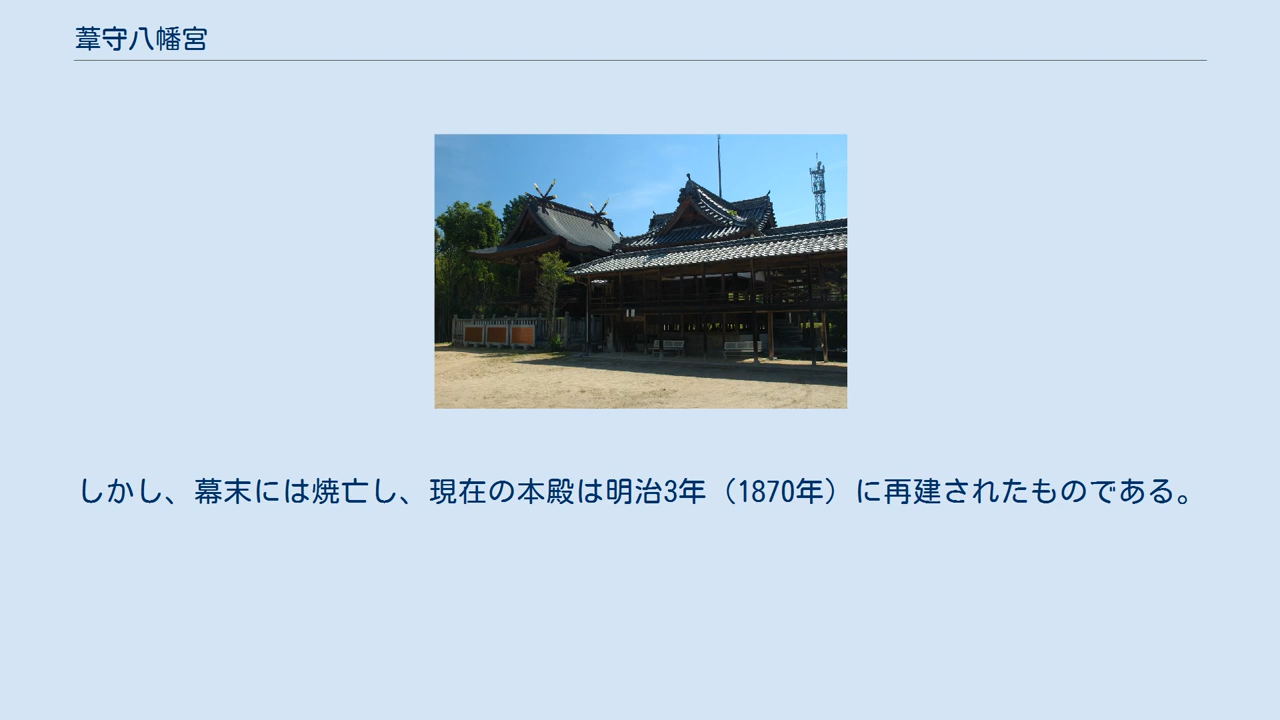 葦守八幡宮
しかし、幕末には焼亡し、現在の本殿は明治3年（1870年）に再建されたものである。